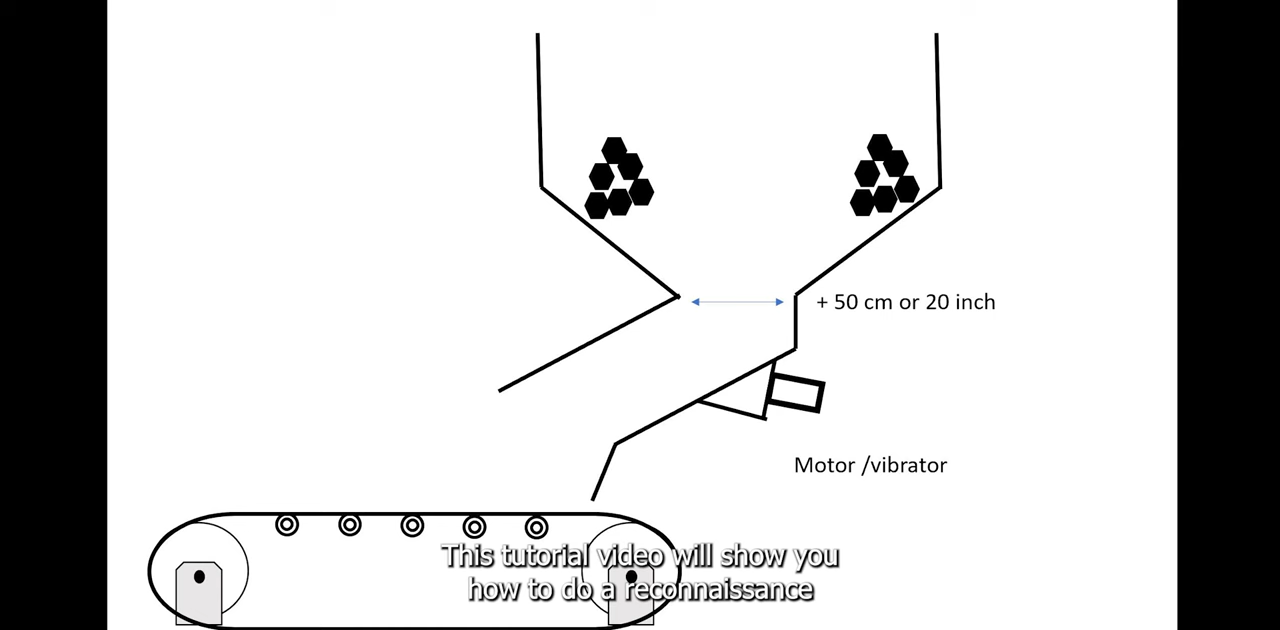 + 50 cm or 20 inch
Motor /vibrator
This tutorial video will show you
how to do a reconnaissance